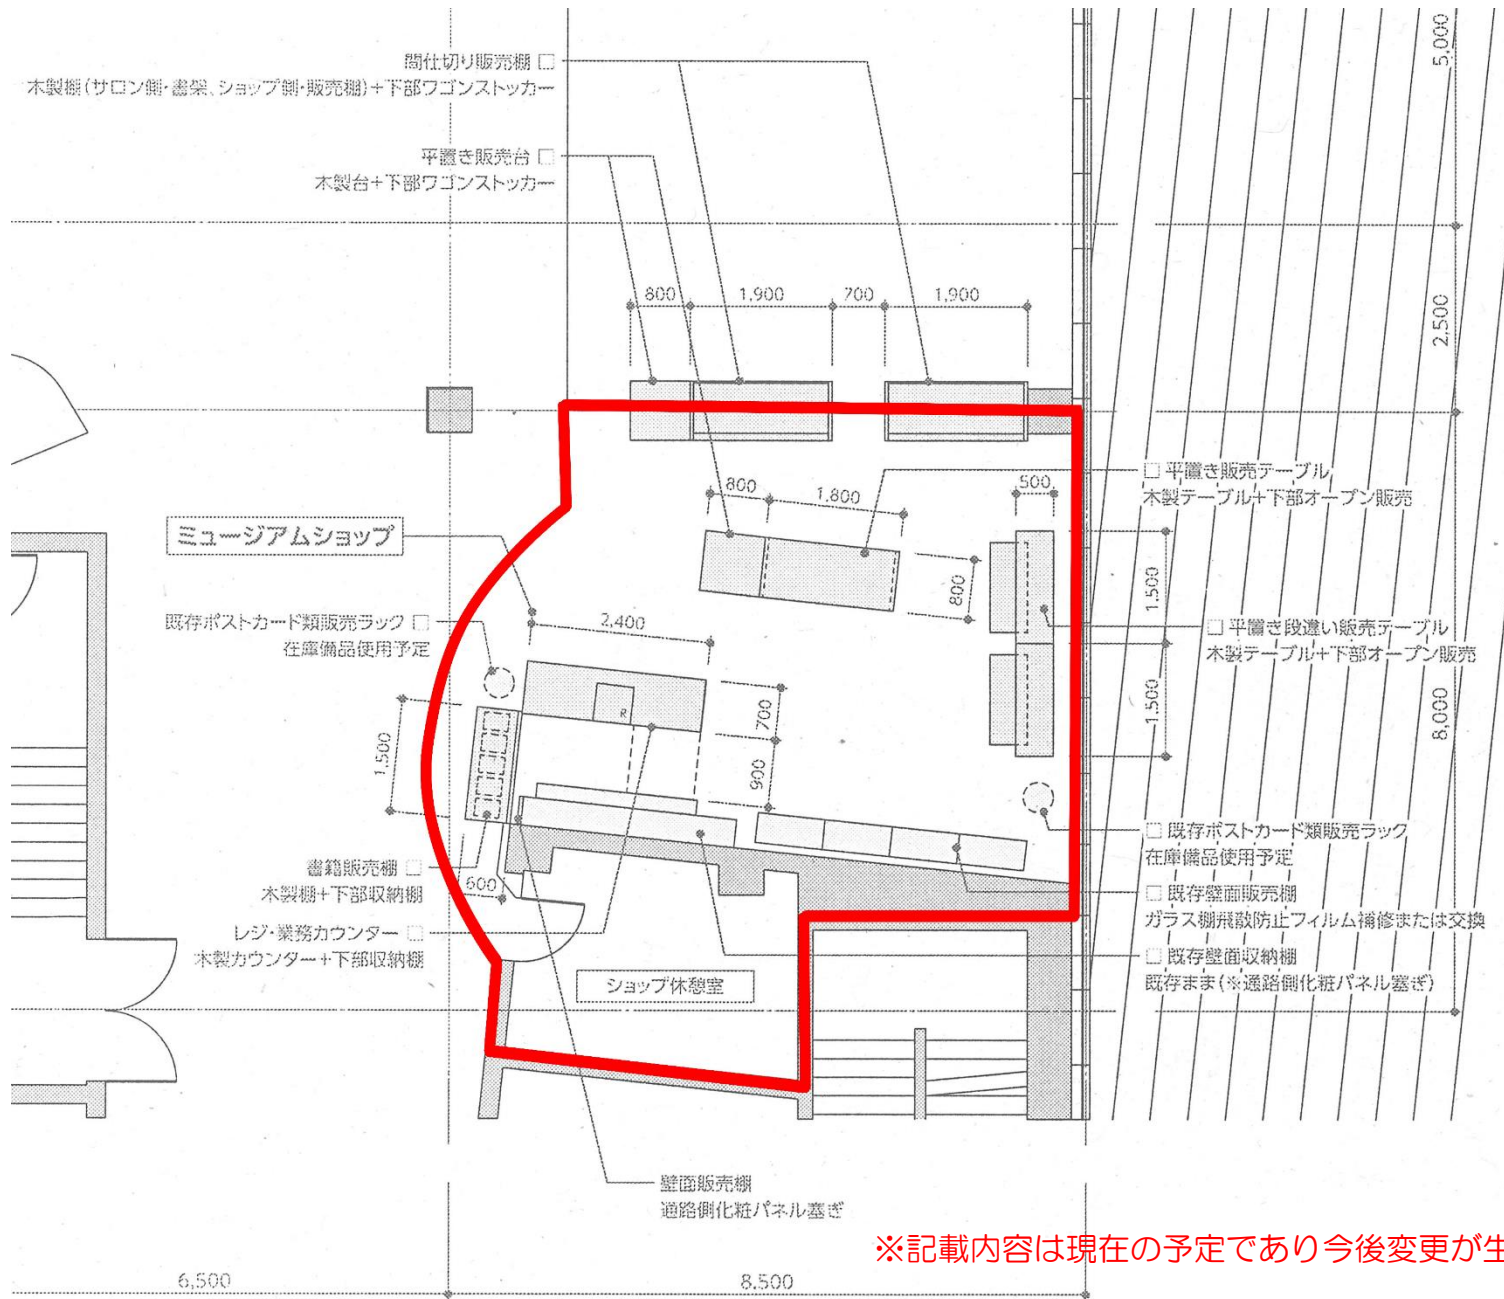 間仕切り販売棚 □
木製棚(サロン側・書架、ショップ側・販売棚)+下部ワゴンストッカー
平置き販売台 □
木製台+下部ワゴンストッカー
5,000
2,500
8,000
800
1,900
700
1,900
□ 平置き販売テーブル
木製テーブル+下部オープン販売
800
1,800
500
800
1,500
1,500
□ 平置き段違い販売テーブル
木製テーブル+下部オープン販売
ミュージアムショップ
既存ポストカード類販売ラック □
在庫備品使用予定
2,400
R
700
900
1,500
600
書籍販売棚 □
木製棚+下部収納棚
レジ・業務カウンター □
木製カウンター+下部収納棚
□ 既存ポストカード類販売ラック
在庫備品使用予定
□ 既存壁面販売棚
ガラス棚飛散防止フィルム補修または交換
□ 既存壁面収納棚
既存まま(※通路側化粧パネル塞ぎ)
ショップ休憩室
壁面販売棚
通路側化粧パネル塞ぎ
※記載内容は現在の予定であり今後変更が生
6,500
8,500